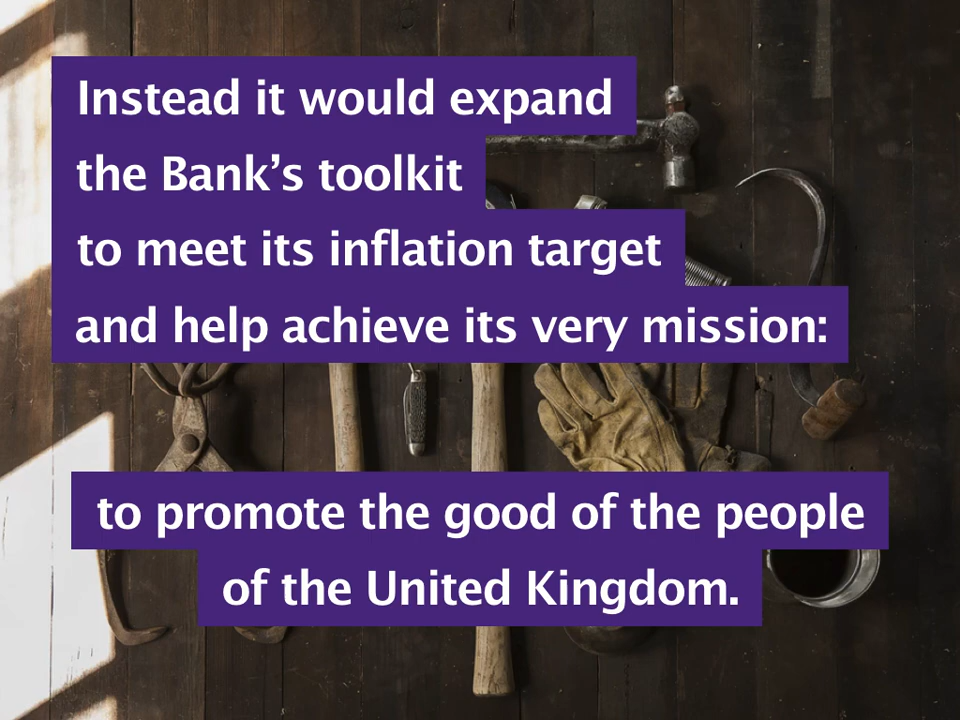 Instead it would expand
the Bank’s toolkit
to meet its inflation target
and help achieve its very mission:
to promote the good of the people
of the United Kingdom.